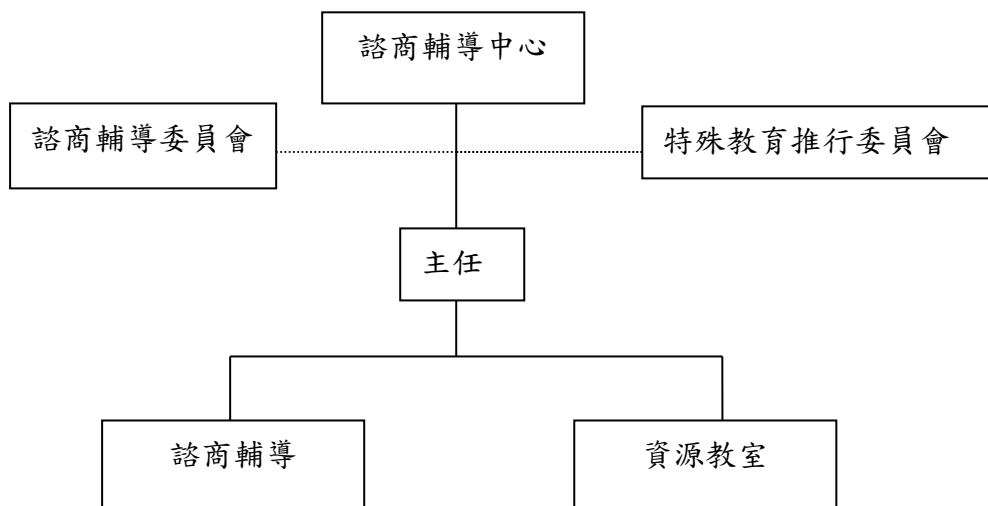 諮商輔導中心
諮商輔導委員會
特殊教育推行委員會
主任
諮商輔導
資源教室